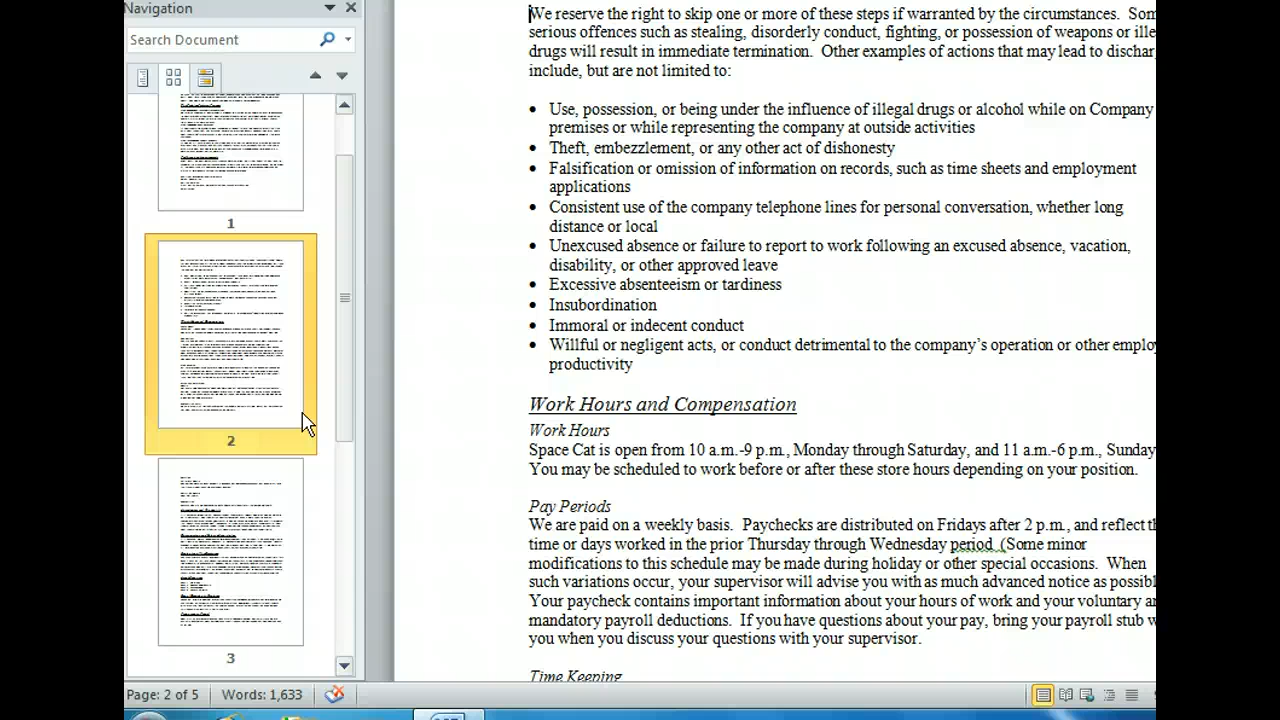 Navigation
Search Document
1
2
3
We reserve the right to skip one or more of these steps if warranted by the circumstances.  Som
serious offences such as stealing, disorderly conduct, fighting, or possession of weapons or ille
drugs will result in immediate termination.  Other examples of actions that may lead to dischar
include, but are not limited to:
• Use, possession, or being under the influence of illegal drugs or alcohol while on Company
premises or while representing the company at outside activities
• Theft, embezzlement, or any other act of dishonesty
• Falsification or omission of information on records, such as time sheets and employment
applications
• Consistent use of the company telephone lines for personal conversation, whether long
distance or local
• Unexcused absence or failure to report to work following an excused absence, vacation,
disability, or other approved leave
• Excessive absenteeism or tardiness
• Insubordination
• Immoral or indecent conduct
• Willful or negligent acts, or conduct detrimental to the company's operation or other emplo
productivity
Work Hours and Compensation
Work Hours
Space Cat is open from 10 a.m.-9 p.m., Monday through Saturday, and 11 a.m.-6 p.m., Sunday
You may be scheduled to work before or after these store hours depending on your position.
Pay Periods
We are paid on a weekly basis.  Paychecks are distributed on Fridays after 2 p.m., and reflect th
time or days worked in the prior Thursday through Wednesday period. (Some minor
modifications to this schedule may be made during holiday or other special occasions.  When
such variations occur, your supervisor will advise you with as much advanced notice as possibl
Your paycheck contains important information about your hours of work and your voluntary a
mandatory payroll deductions.  If you have questions about your pay, bring your payroll stub w
you when you discuss your questions with your supervisor.
Time Keeping
Page: 2 of 5
Words: 1,633